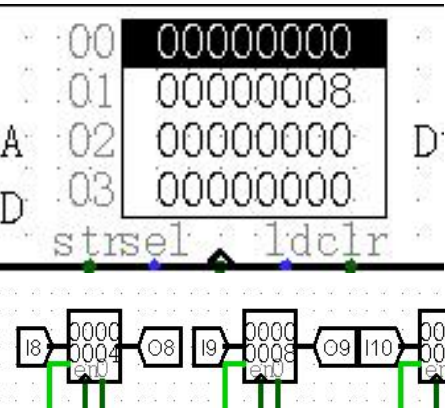 00 00000000
01 00000008
A 02 00000000 D
D 03 00000000
str sel ld clr
I8 0000 O8 I9 0000 O9 I10
0004 0008
en en